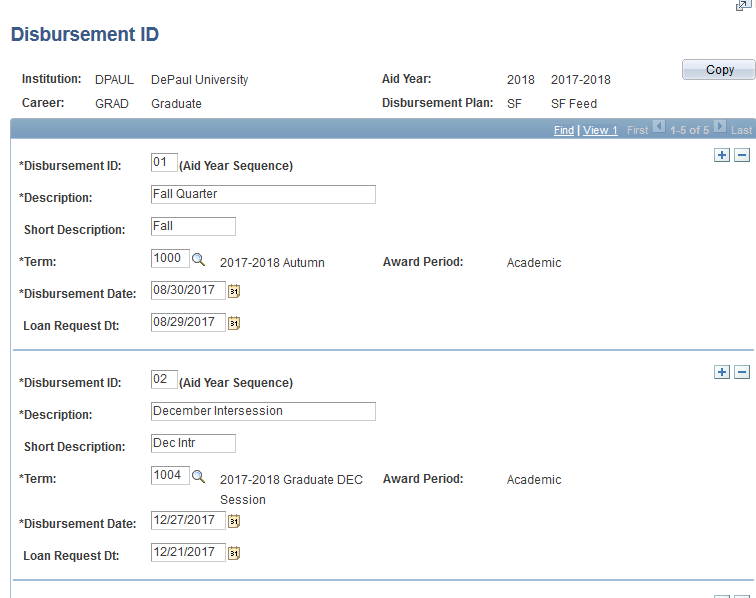 Disbursement ID
Institution: DPAUL DePaul University Aid Year: 2018 2017-2018 Copy
Career: GRAD Graduate Disbursement Plan: SF SF Feed
Find | View 1 First 1-5 of 5 Last
*Disbursement ID: 01 (Aid Year Sequence)
*Description: Fall Quarter
Short Description: Fall
*Term: 1000 2017-2018 Autumn Award Period: Academic
*Disbursement Date: 08/30/2017 31
Loan Request Dt: 08/29/2017 31
*Disbursement ID: 02 (Aid Year Sequence)
*Description: December Intersession
Short Description: Dec Intr
*Term: 1004 2017-2018 Graduate DEC Award Period: Academic
Session
*Disbursement Date: 12/27/2017 31
Loan Request Dt: 12/21/2017 31